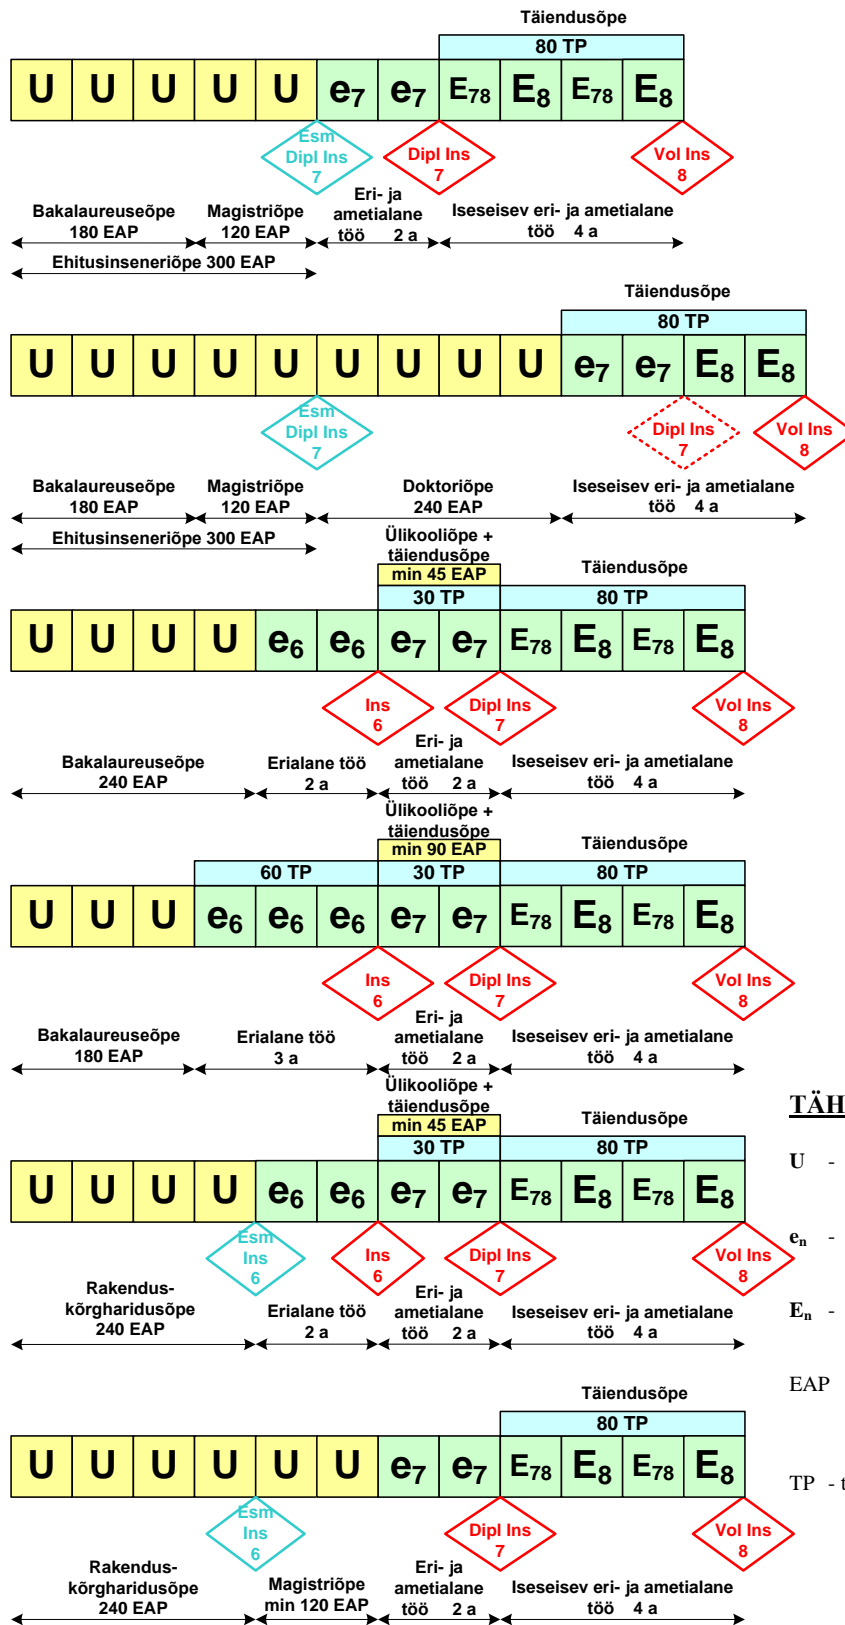 Täiendusõpe
80 TP
U U U U U e7 e7 E78 E8 E78 E8
Esm
Dipl Ins
7
Dipl Ins
7
Vol Ins
8
Bakalaureuseõpe
180 EAP
Magistriõpe
120 EAP
Eri- ja
ametialane
töö 2 a
Iseseisev eri- ja ametialane
töö 4 a
Ehitusinseneriõpe 300 EAP
Täiendusõpe
80 TP
U U U U U U U U U e7 e7 E8 E8
Esm
Dipl Ins
7
Dipl Ins
7
Vol Ins
8
Bakalaureuseõpe
180 EAP
Magistriõpe
120 EAP
Doktoriõpe
240 EAP
Iseseisev eri- ja ametialane
töö 4 a
Ehitusinseneriõpe 300 EAP
Ülikooliõpe +
täiendusõpe
min 45 EAP
30 TP
Täiendusõpe
80 TP
U U U U e6 e6 e7 e7 E78 E8 E78 E8
Ins
6
Dipl Ins
7
Vol Ins
8
Bakalaureuseõpe
240 EAP
Erialane töö
2 a
Eri- ja
ametialane
töö 2 a
Iseseisev eri- ja ametialane
töö 4 a
Ülikooliõpe +
täiendusõpe
min 90 EAP
60 TP
30 TP
Täiendusõpe
80 TP
U U U e6 e6 e6 e7 e7 E78 E8 E78 E8
Ins
6
Dipl Ins
7
Vol Ins
8
Bakalaureuseõpe
180 EAP
Erialane töö
3 a
Eri- ja
ametialane
töö 2 a
Iseseisev eri- ja ametialane
töö 4 a
Ülikooliõpe +
täiendusõpe
min 45 EAP
30 TP
Täiendusõpe
80 TP
U U U U e6 e6 e7 e7 E78 E8 E78 E8
Esm
Ins
6
Ins
6
Dipl Ins
7
Vol Ins
8
Rakendus-
kõrgharidusõpe
240 EAP
Erialane töö
2 a
Eri- ja
ametialane
töö 2 a
Iseseisev eri- ja ametialane
töö 4 a
Täiendusõpe
80 TP
U U U U U U e7 e7 E78 E8 E78 E8
Esm
Ins
6
Dipl Ins
7
Vol Ins
8
Rakendus-
kõrgharidusõpe
240 EAP
Magistriõpe
min 120 EAP
Eri- ja
ametialane
töö 2 a
Iseseisev eri- ja ametialane
töö 4 a
TÄH
U -
en -
En -
EAP
TP - t